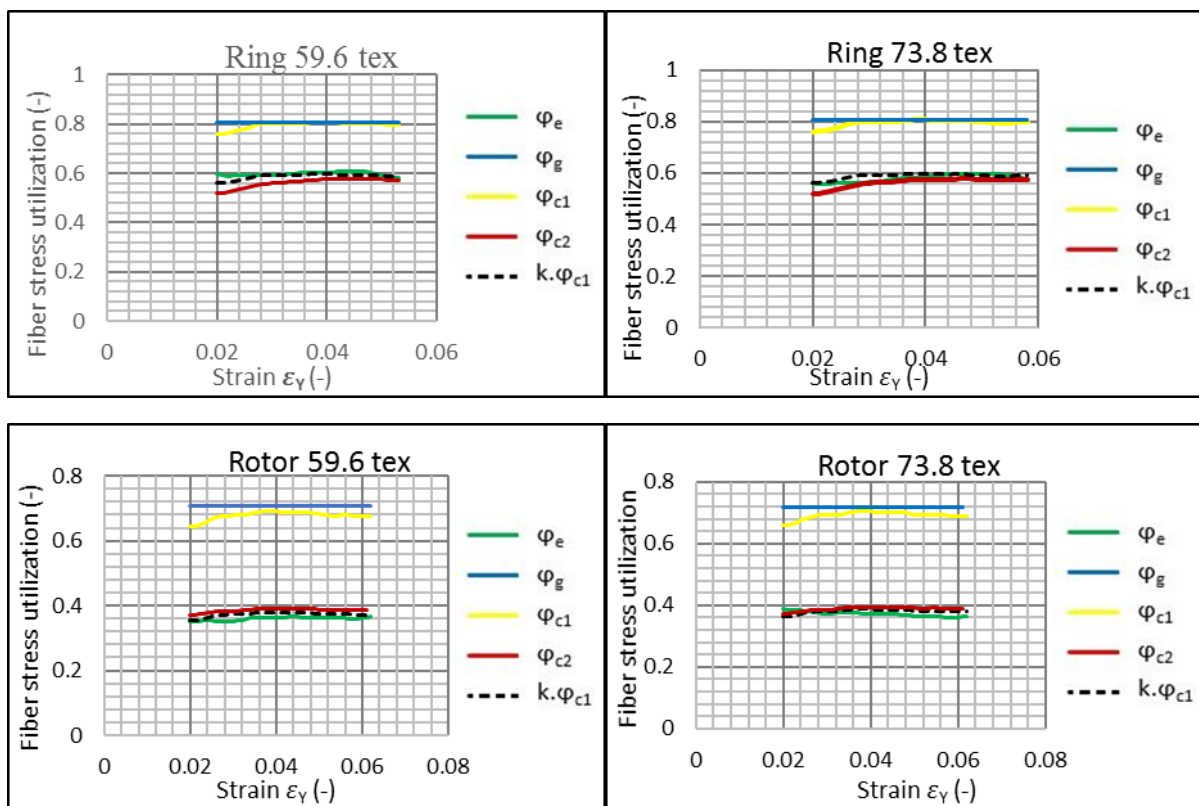 Ring 59.6 tex
Fiber stress utilization (-)
1
0.8
0.6
0.4
0.2
0
0
0.02
0.04
0.06
Strain εY (-)
φe
φg
φc1
φc2
k.φc1
Ring 73.8 tex
Fiber stress utilization (-)
1
0.8
0.6
0.4
0.2
0
0
0.02
0.04
0.06
Strain εY (-)
φe
φg
φc1
φc2
k.φc1
Rotor 59.6 tex
Fiber stress utilization (-)
0.8
0.6
0.4
0.2
0
0
0.02
0.04
0.06
0.08
Strain εY (-)
φe
φg
φc1
φc2
k.φc1
Rotor 73.8 tex
Fiber stress utilization
0.8
0.6
0.4
0.2
0
0
0.02
0.04
0.06
0.08
Strain εY (-)
φe
φg
φc1
φc2
k.φc1